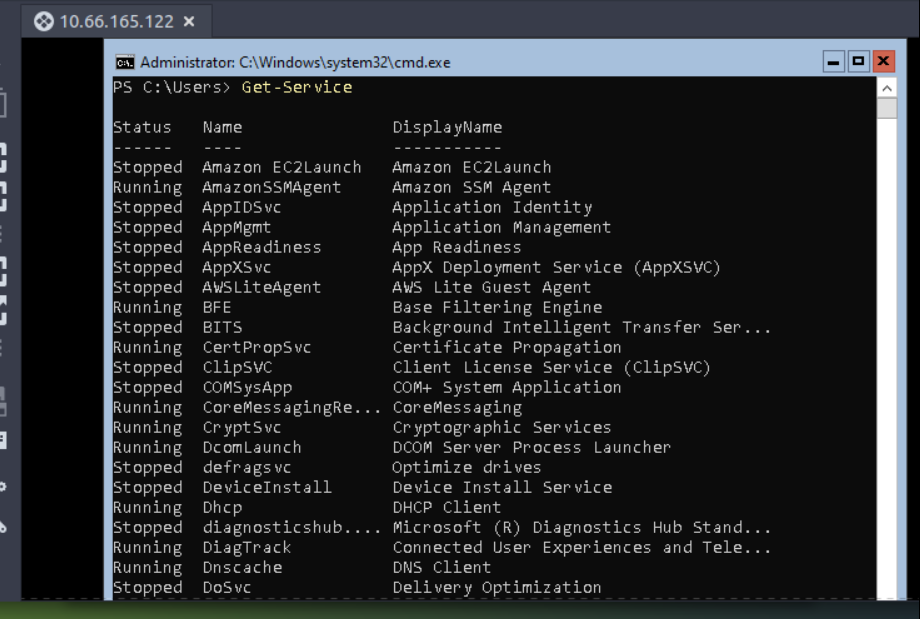 10.66.165.122 ×
Administrator: C:\Windows\system32\cmd.exe
PS C:\Users> Get-Service
Status Name DisplayName
------ ---- -----------
Stopped Amazon EC2Launch Amazon EC2Launch
Running AmazonSSMAgent Amazon SSM Agent
Stopped AppIDSvc Application Identity
Stopped AppMgmt Application Management
Stopped AppReadiness App Readiness
Stopped AppXSvc AppX Deployment Service (AppXSVC)
Stopped AWSLiteAgent AWS Lite Guest Agent
Running BFE Base Filtering Engine
Stopped BITS Background Intelligent Transfer Ser...
Running CertPropSvc Certificate Propagation
Stopped ClipSVC Client License Service (ClipSVC)
Stopped COMSysApp COM+ System Application
Running CoreMessagingRe... CoreMessaging
Running CryptSvc Cryptographic Services
Running DcomLaunch DCOM Server Process Launcher
Stopped defragsvc Optimize drives
Stopped DeviceInstall Device Install Service
Running Dhcp DHCP Client
Stopped diagnosticshub.... Microsoft (R) Diagnostics Hub Stand...
Running DiagTrack Connected User Experiences and Tele...
Running Dnscache DNS Client
Stopped DoSvc Delivery Optimization